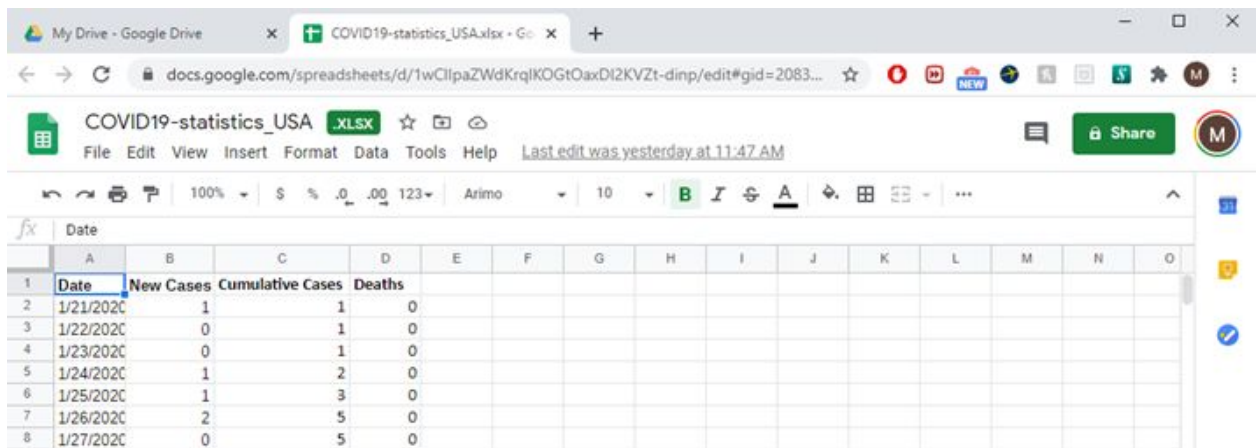 My Drive - Google Drive COVID19-statistics_USA.xlsx - Go
docs.google.com/spreadsheets/d/
NEW S M
COVID19-statistics_USA .XLSX Share M
File Edit View Insert Format Data Tools Help Last edit was yesterday at 11:47 AM
100% $ % .0 .00 123 Arimo 10 B I S A
31
fx Date
A B C D E F G H I J K L M N O
1 Date New Cases Cumulative Cases Deaths
2 1/21/2020 1 1 0
3 1/22/2020 0 1 0
4 1/23/2020 0 1 0
5 1/24/2020 1 2 0
6 1/25/2020 1 3 0
7 1/26/2020 2 5 0
8 1/27/2020 0 5 0